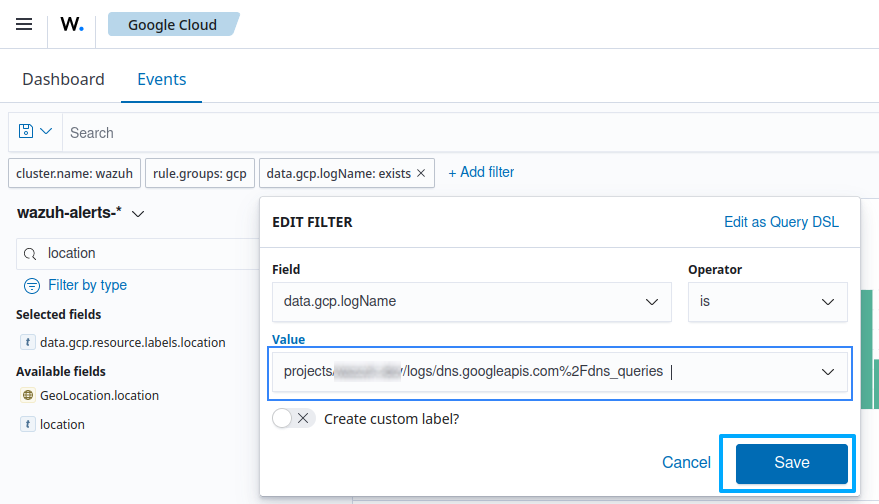 W. Google Cloud
Dashboard Events
Search
cluster.name: wazuh rule.groups: gcp data.gcp.logName: exists × + Add filter
wazuh-alerts-*
EDIT FILTER Edit as Query DSL
location
Field Operator
Filter by type
data.gcp.logName is
Selected fields
t data.gcp.resource.labels.location
Value
Available fields
projects/ /logs/dns.googleapis.com%2Fdns_queries
GeoLocation.location
t location
Create custom label?
Cancel Save